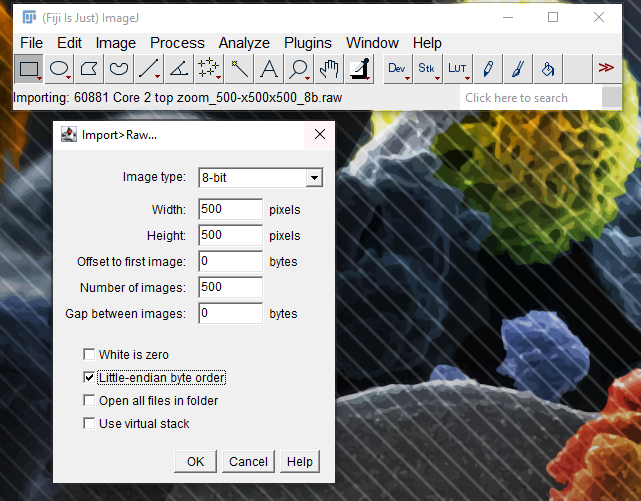 (Fiji Is Just) ImageJ
File Edit Image Process Analyze Plugins Window Help
Dev Stk LUT >>
Importing: 60881 Core 2 top zoom_500-x500x500_8b.raw Click here to search
Import>Raw...
Image type: 8-bit
Width: 500 pixels
Height: 500 pixels
Offset to first image: 0 bytes
Number of images: 500
Gap between images: 0 bytes
White is zero
Little-endian byte order
Open all files in folder
Use virtual stack
OK Cancel Help